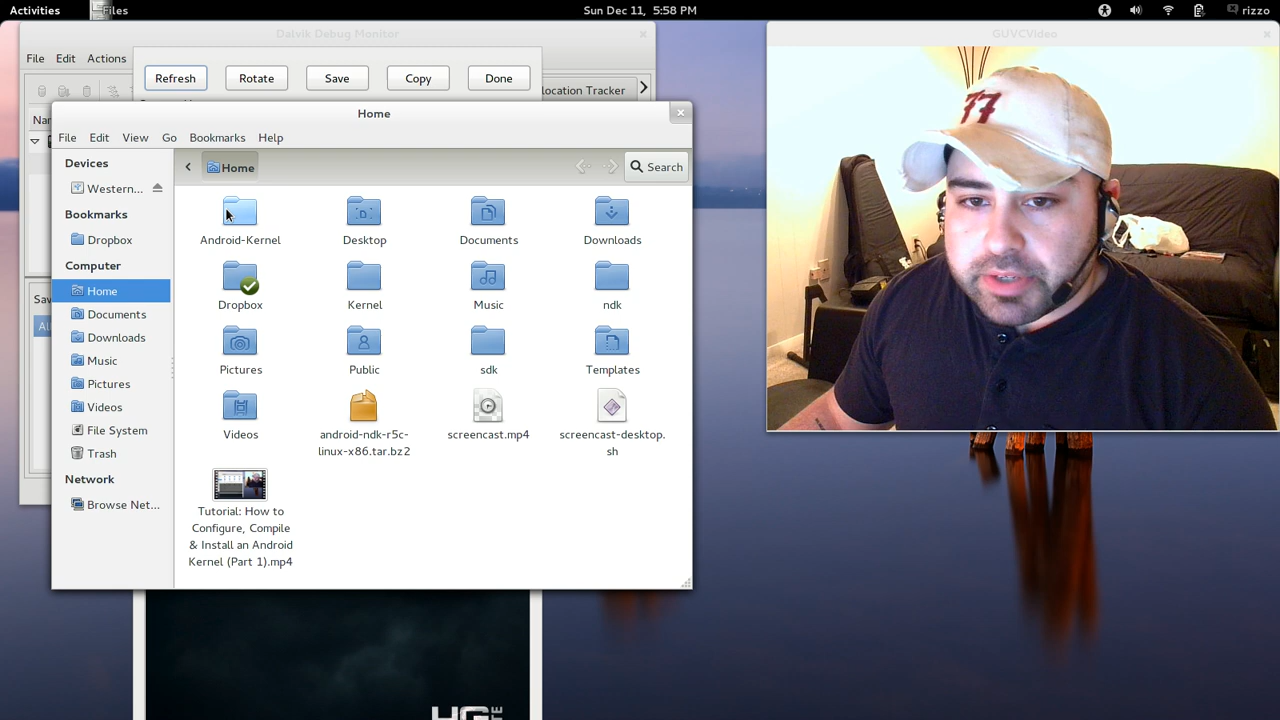 Activities
Files
Sun Dec 11, 5:58 PM
rizzo
Dalvik Debug Monitor
File Edit Actions
Refresh Rotate Save Copy Done
location Tracker
Home
File Edit View Go Bookmarks Help
Devices
Western...
Bookmarks
Dropbox
Computer
Home
Documents
Downloads
Music
Pictures
Videos
File System
Trash
Network
Browse Net...
Home
Search
Android-Kernel Desktop Documents Downloads
Dropbox Kernel Music ndk
Pictures Public sdk Templates
Videos
android-ndk-r5c-
linux-x86.tar.bz2
screencast.mp4
screencast-desktop.
sh
Tutorial: How to
Configure, Compile
& Install an Android
Kernel (Part 1).mp4
GUVCVideo
77